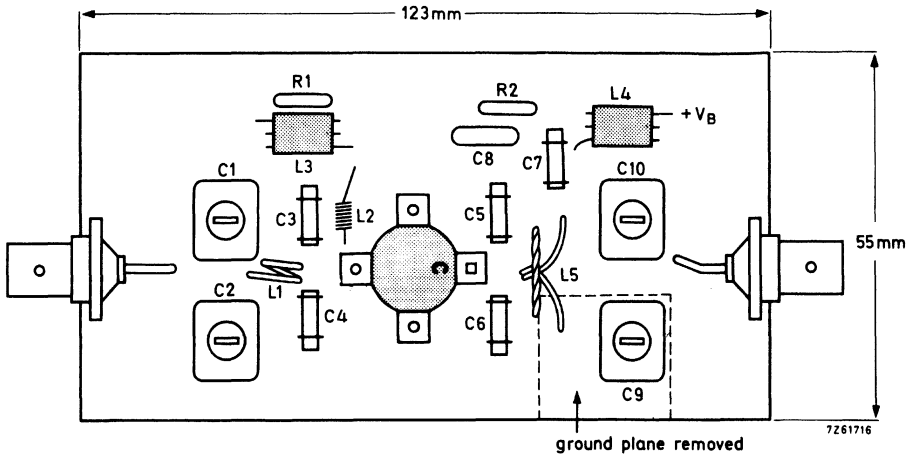 123mm
R1
R2
L4
+VB
L3
C8
C7
C1
C10
C3
L2
C5
55mm
c
L1
L5
C2
C4
C6
C9
7Z61716
ground plane removed